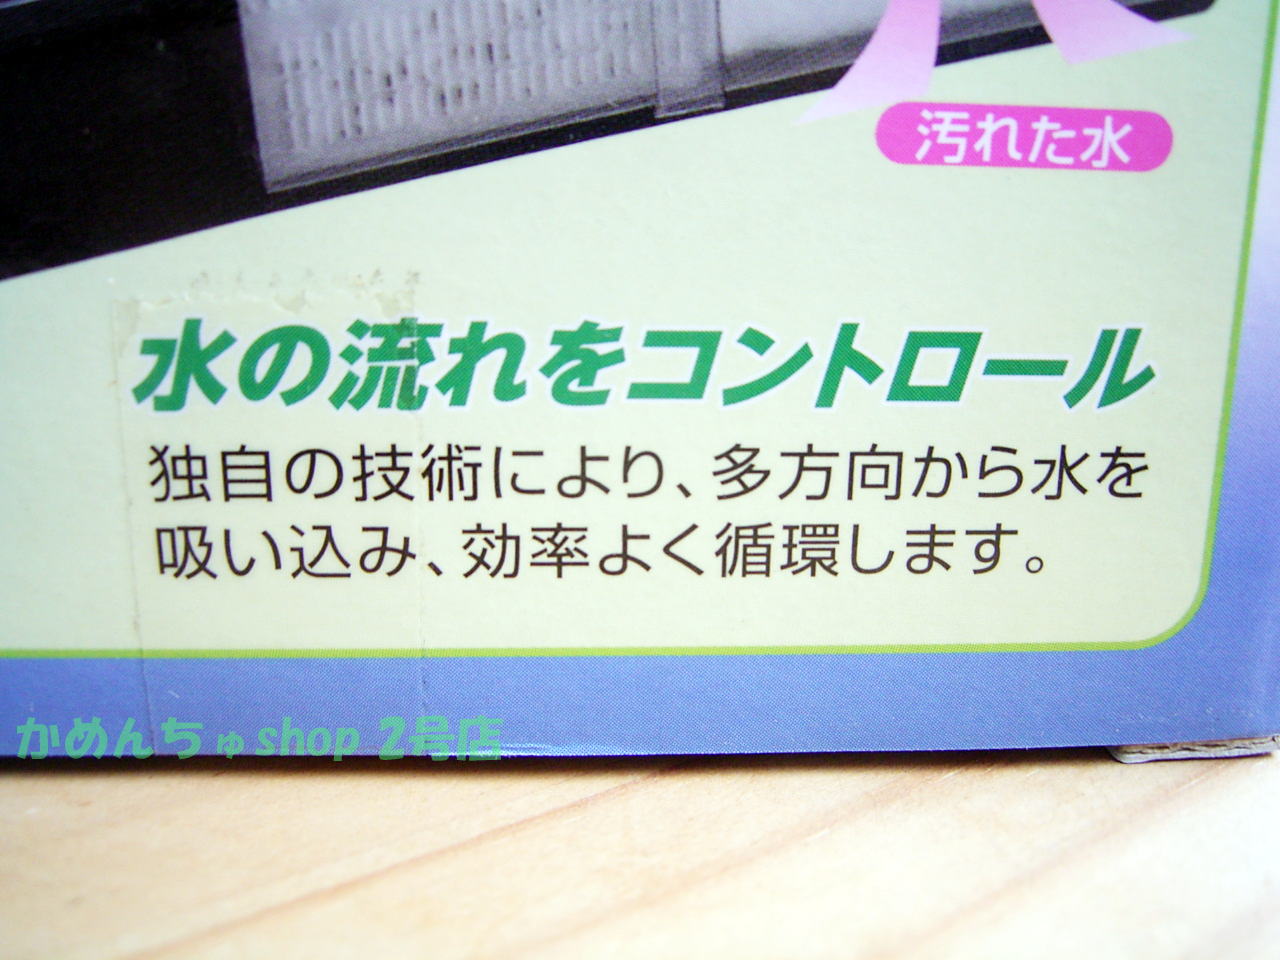 汚れた水
水の流れをコントロール
独自の技術により、多方向から水を
吸い込み、効率よく循環します。
かめんちゅshop 2号店